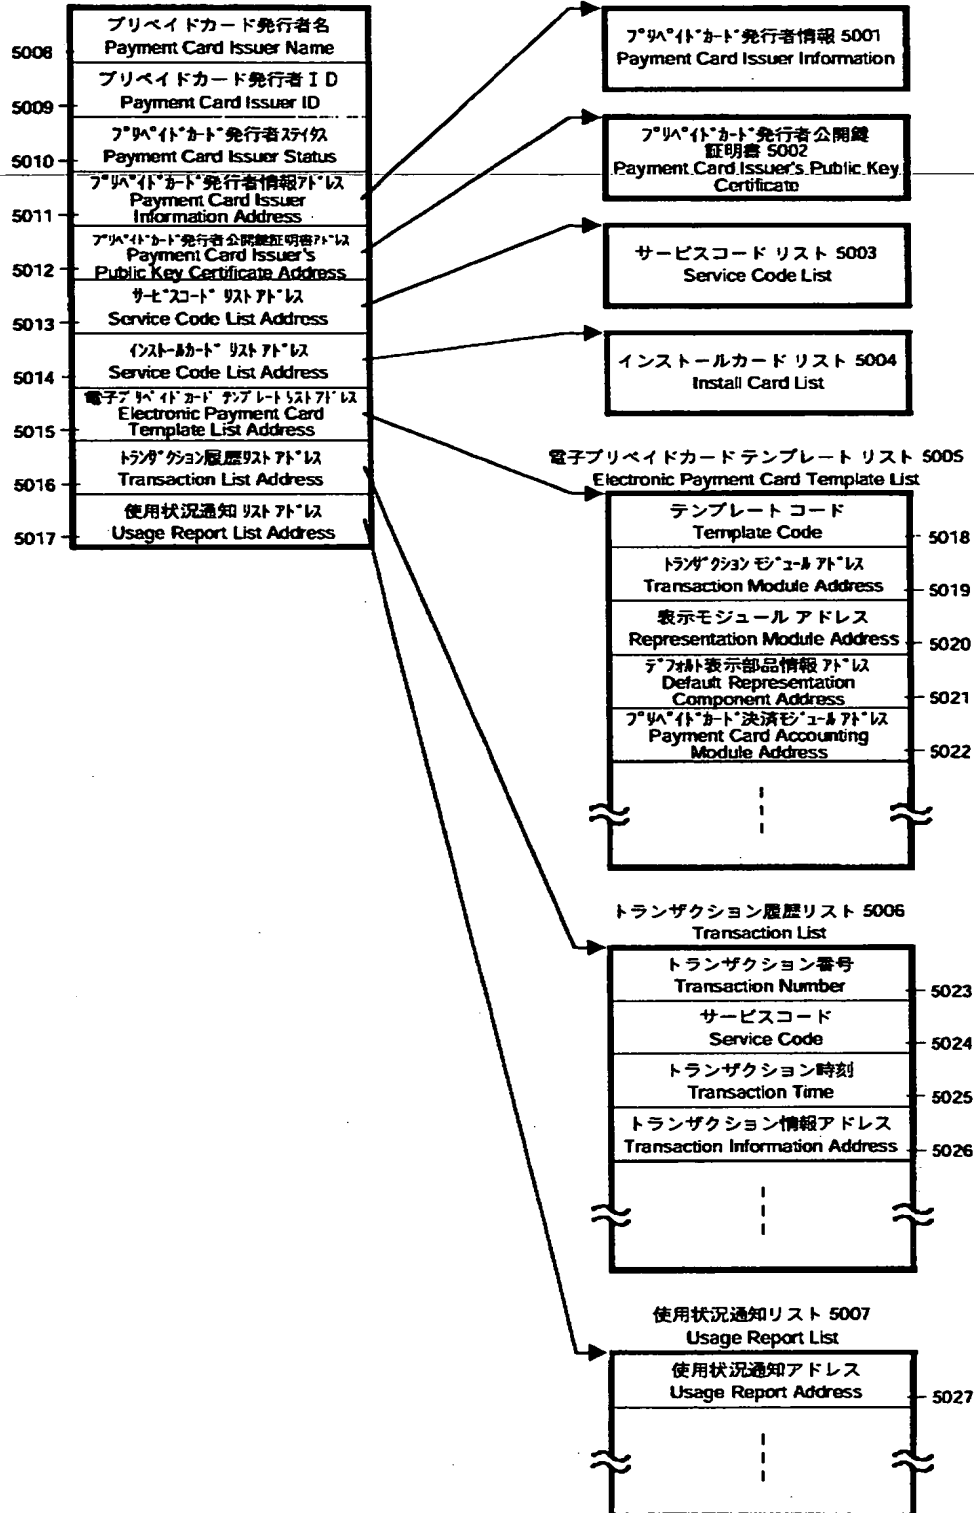 プリペイドカード発行者名
Payment Card Issuer Name
5008
プリペイドカード発行者ID
Payment Card Issuer ID
5009
プリペイドカード発行者ステイタス
Payment Card Issuer Status
5010
プリペイドカード発行者情報アドレス
Payment Card Issuer
Information Address
5011
プリペイドカード発行者公開鍵証明書アドレス
Payment Card Issuer's
Public Key Certificate Address
5012
サービスコード リスト アドレス
Service Code List Address
5013
インストールカード リスト アドレス
Service Code List Address
5014
電子プリペイドカード テンプレート リスト アドレス
Electronic Payment Card
Template List Address
5015
トランザクション履歴リスト アドレス
Transaction List Address
5016
使用状況通知 リスト アドレス
Usage Report List Address
5017
プリペイドカード発行者情報 5001
Payment Card Issuer Information
プリペイドカード発行者公開鍵
証明書 5002
Payment Card Issuer's Public Key
Certificate
サービスコード リスト 5003
Service Code List
インストールカード リスト 5004
Install Card List
電子プリペイドカード テンプレート リスト 5005
Electronic Payment Card Template List
テンプレート コード
Template Code
5018
トランザクション モジュール アドレス
Transaction Module Address
5019
表示モジュール アドレス
Representation Module Address
5020
デフォルト表示部品情報 アドレス
Default Representation
Component Address
5021
プリペイドカード決済モジュール アドレス
Payment Card Accounting
Module Address
5022
トランザクション履歴リスト 5006
Transaction List
トランザクション番号
Transaction Number
5023
サービスコード
Service Code
5024
トランザクション時刻
Transaction Time
5025
トランザクション情報アドレス
Transaction Information Address
5026
使用状況通知リスト 5007
Usage Report List
使用状況通知アドレス
Usage Report Address
5027